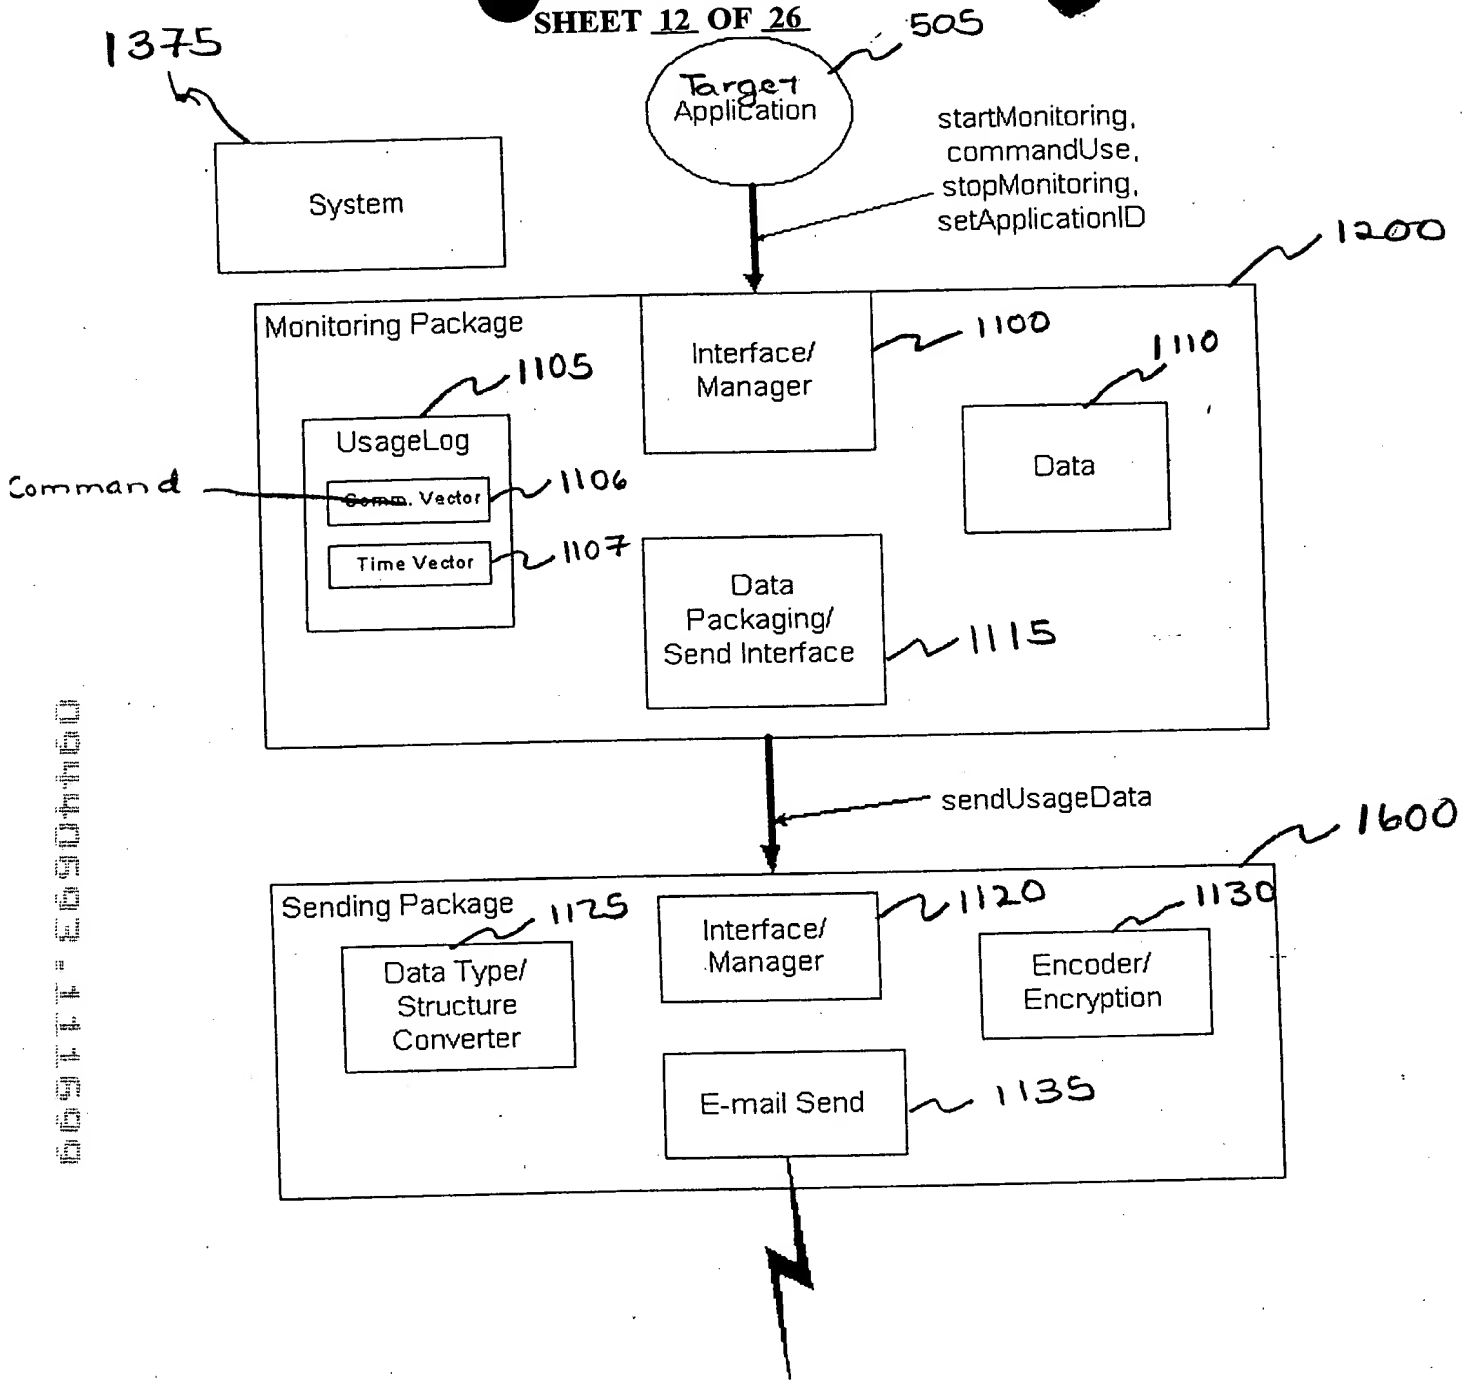 SHEET 12 OF 26
505
1375
Target
Application
startMonitoring,
commandUse,
stopMonitoring,
setApplicationID
System
1200
Monitoring Package
Interface/
Manager
1100
1110
1105
UsageLog
Data
Command
Comm. Vector
1106
Time Vector
1107
Data
Packaging/
Send Interface
1115
sendUsageData
1600
Sending Package
1125
Interface/
Manager
1120
1130
Data Type/
Structure
Converter
Encoder/
Encryption
E-mail Send
1135